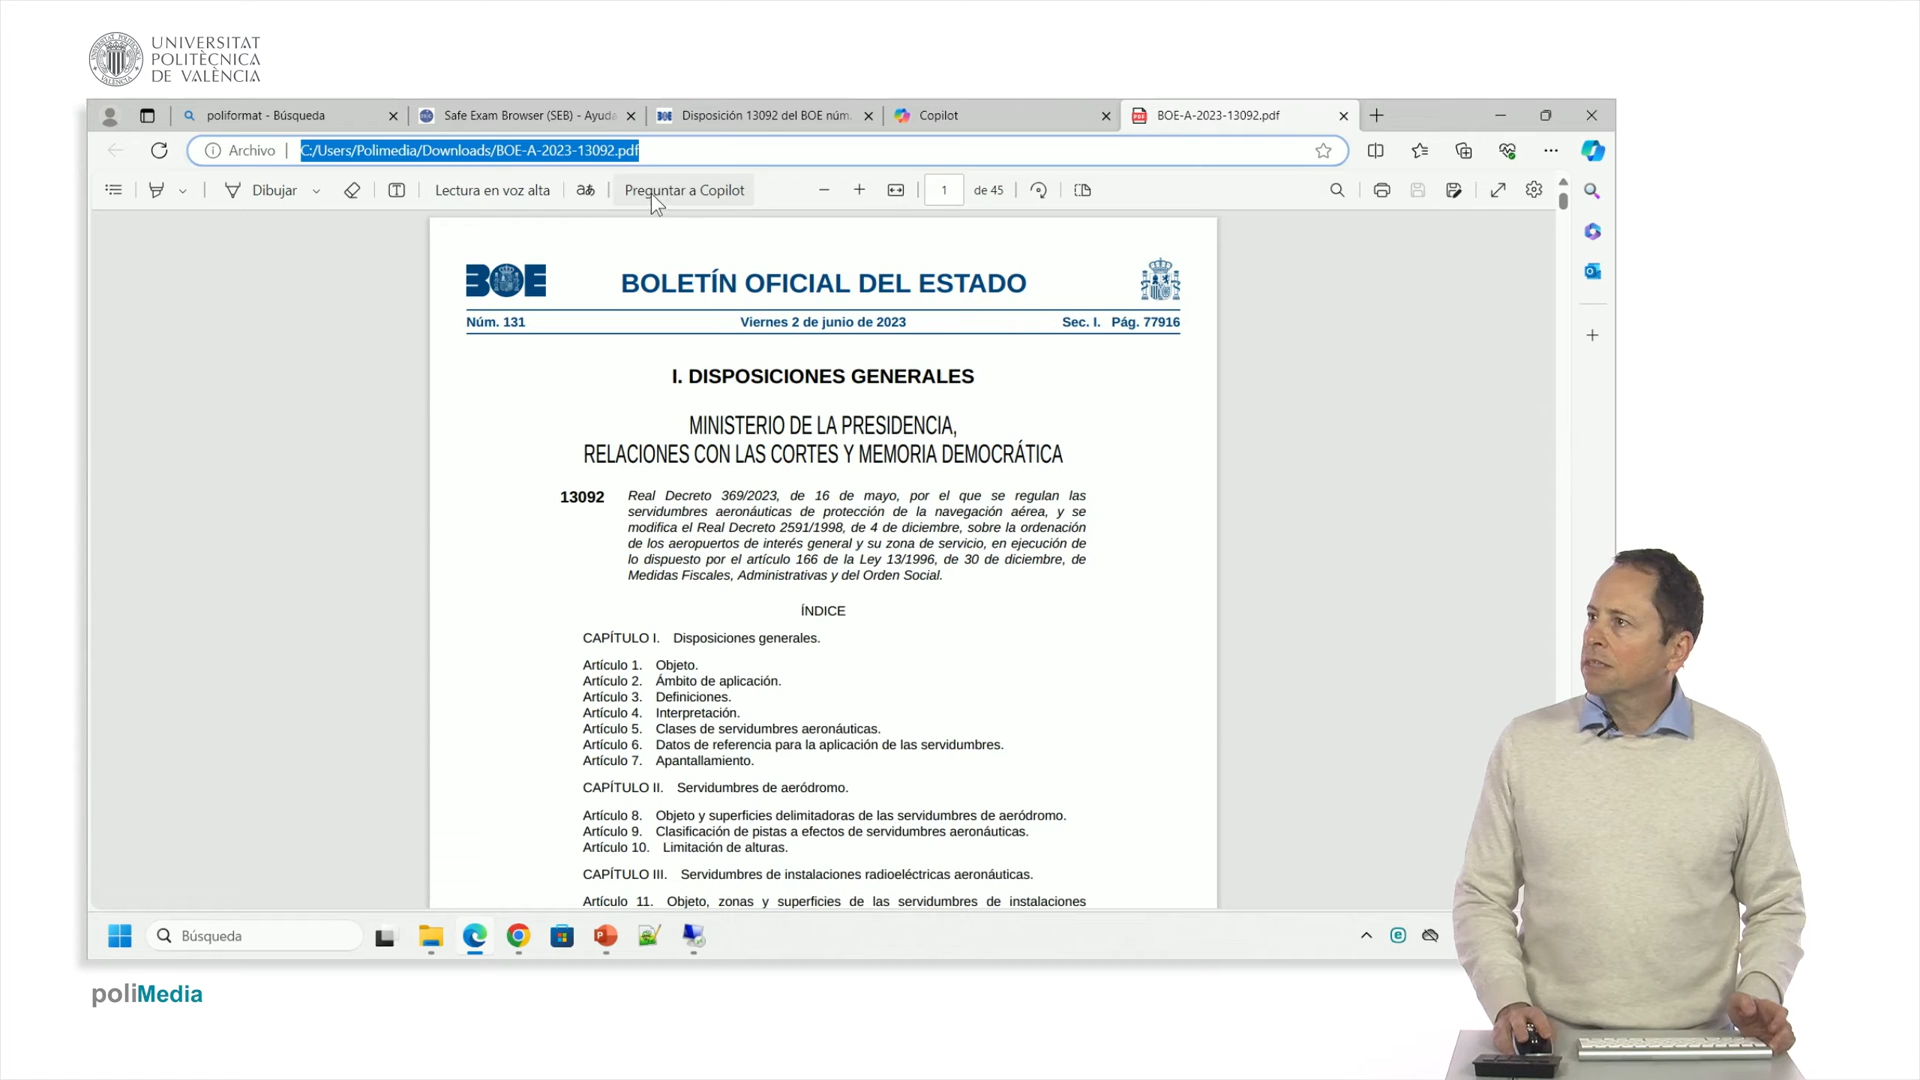 UNIVERSITAT
POLITÈCNICA
DE VALÈNCIA
poliformat - Búsqueda
Safe Exam Browser (SEB) - Ayuda
BOE
Disposición 13092 del BOE núm.
Copilot
BOE-A-2023-13092.pdf
Archivo
C:/Users/Polimedia/Downloads/BOE-A-2023-13092.pdf
Dibujar
Lectura en voz alta
aあ
Preguntar a Copilot
1
de 45
BOE
BOLETÍN OFICIAL DEL ESTADO
Núm. 131
Viernes 2 de junio de 2023
Sec. I. Pág. 77916
I. DISPOSICIONES GENERALES
MINISTERIO DE LA PRESIDENCIA,
RELACIONES CON LAS CORTES Y MEMORIA DEMOCRÁTICA
13092 Real Decreto 369/2023, de 16 de mayo, por el que se regulan las
servidumbres aeronáuticas de protección de la navegación aérea, y se
modifica el Real Decreto 2591/1998, de 4 de diciembre, sobre la ordenación
de los aeropuertos de interés general y su zona de servicio, en ejecución de
lo dispuesto por el artículo 166 de la Ley 13/1996, de 30 de diciembre, de
Medidas Fiscales, Administrativas y del Orden Social.
ÍNDICE
CAPÍTULO I. Disposiciones generales.
Artículo 1. Objeto.
Artículo 2. Ámbito de aplicación.
Artículo 3. Definiciones.
Artículo 4. Interpretación.
Artículo 5. Clases de servidumbres aeronáuticas.
Artículo 6. Datos de referencia para la aplicación de las servidumbres.
Artículo 7. Apantallamiento.
CAPÍTULO II. Servidumbres de aeródromo.
Artículo 8. Objeto y superficies delimitadoras de las servidumbres de aeródromo.
Artículo 9. Clasificación de pistas a efectos de servidumbres aeronáuticas.
Artículo 10. Limitación de alturas.
CAPÍTULO III. Servidumbres de instalaciones radioeléctricas aeronáuticas.
Artículo 11. Objeto, zonas y superficies de las servidumbres de instalaciones
Búsqueda
poliMedia